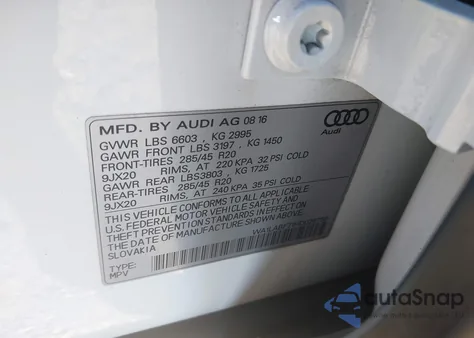 MFD. BY AUDI AG 08 16
GVWR LBS 6603 , KG 2995
GAWR FRONT LBS 3197 , KG 1450
FRONT-TIRES 285/45 R20
9JX20 RIMS, AT 220 KPA 32 PSI COLD
GAWR REAR LBS3803, KG 1725
REAR-TIRES 285/45 R20
9JX20 RIMS, AT 240 KPA 35 PSI COLD
THIS VEHICLE CONFORMS TO ALL APPLICABLE
U.S. FEDERAL MOTOR VEHICLE SAFETY AND
THEFT PREVENTION STANDARDS IN EFFECT ON
THE DATE OF MANUFACTURE SHOWN ABOVE.
SLOVAKIA
TYPE:
MPV
Audi
autoSnap